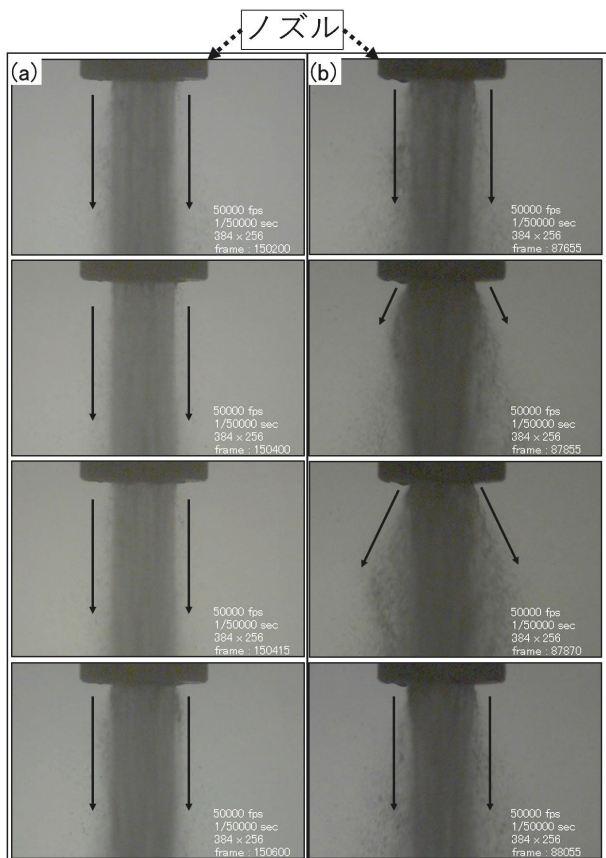 ノズル
(a)
50000 fps
1/50000 sec
384 × 256
frame : 150200
50000 fps
1/50000 sec
384 × 256
frame : 150400
50000 fps
1/50000 sec
384 × 256
frame : 150415
50000 fps
1/50000 sec
384 × 256
frame : 150600
(b)
50000 fps
1/50000 sec
384 × 256
frame : 87655
50000 fps
1/50000 sec
384 × 256
frame : 87855
50000 fps
1/50000 sec
384 × 256
frame : 87870
50000 fps
1/50000 sec
384 × 256
frame : 88055